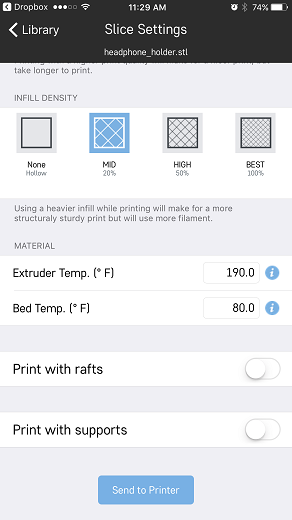 Dropbox 11:29 AM 74%
Library Slice Settings
headphone_holder.stl
take longer to print.
INFILL DENSITY
None MID HIGH BEST
Hollow 20% 50% 100%
Using a heavier infill while printing will make for a more
structuraly sturdy print but will use more filament.
MATERIAL
Extruder Temp. (° F) 190.0 i
Bed Temp. (° F) 80.0 i
Print with rafts
Print with supports
Send to Printer